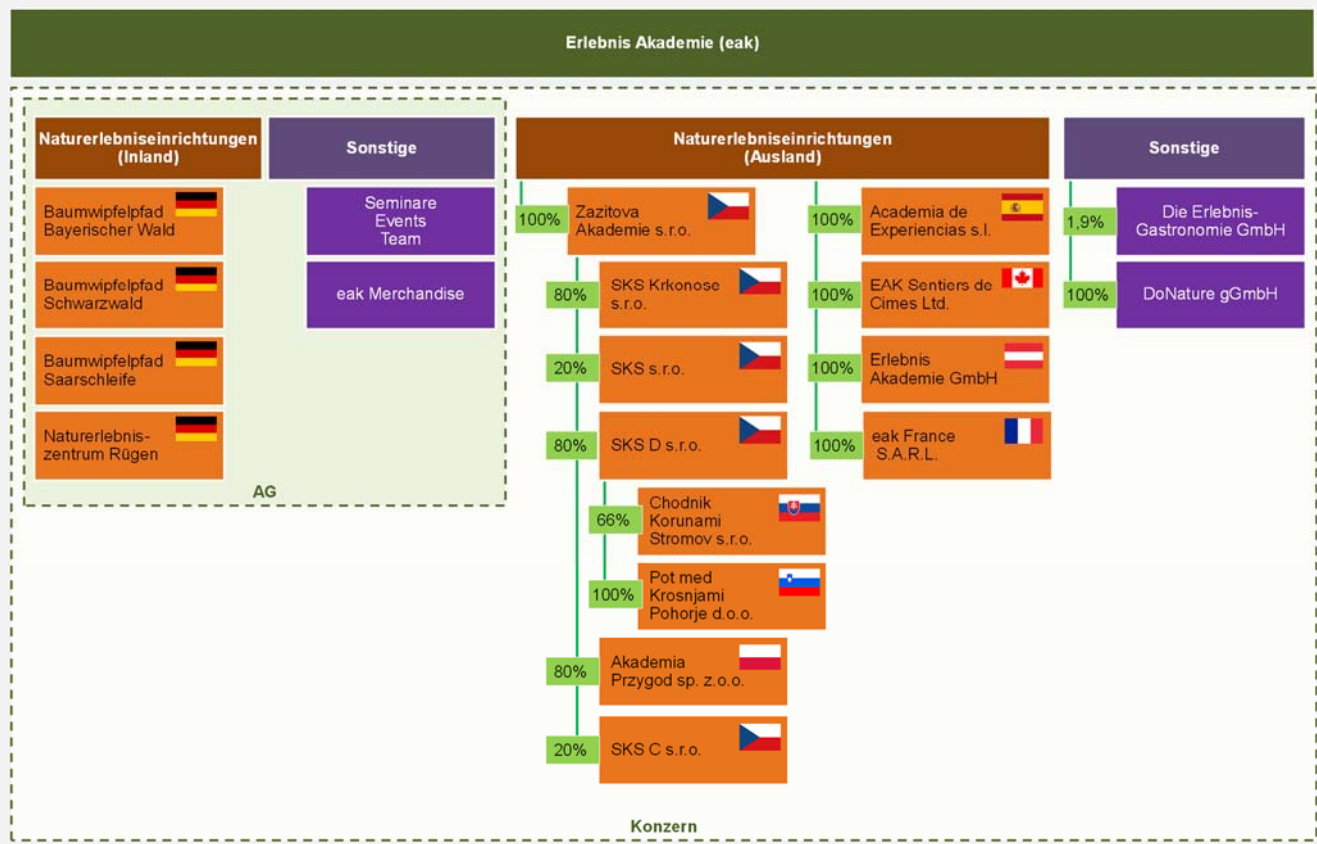 Erlebnis Akademie (eak)
Naturerlebniseinrichtungen
(Inland)
Sonstige
Baumwipfelpfad
Bayerischer Wald
Baumwipfelpfad
Schwarzwald
Baumwipfelpfad
Saarschleife
Naturerlebnis-
zentrum Rügen
Seminare
Events
Team
eak Merchandise
AG
Naturerlebniseinrichtungen
(Ausland)
100%
Zazitova
Akademie s.r.o.
80%
SKS Krkonose
s.r.o.
20%
SKS s.r.o.
80%
SKS D s.r.o.
66%
Chodnik
Korunami
Stromov s.r.o.
100%
Pot med
Krosnjami
Pohorje d.o.o.
80%
Akademia
Przygod sp. z.o.o.
20%
SKS C s.r.o.
100%
Academia de
Experiencias s.l.
100%
EAK Sentiers de
Cimes Ltd.
100%
Erlebnis
Akademie GmbH
100%
eak France
S.A.R.L.
Sonstige
1,9%
Die Erlebnis-
Gastronomie GmbH
100%
DoNature gGmbH
Konzern